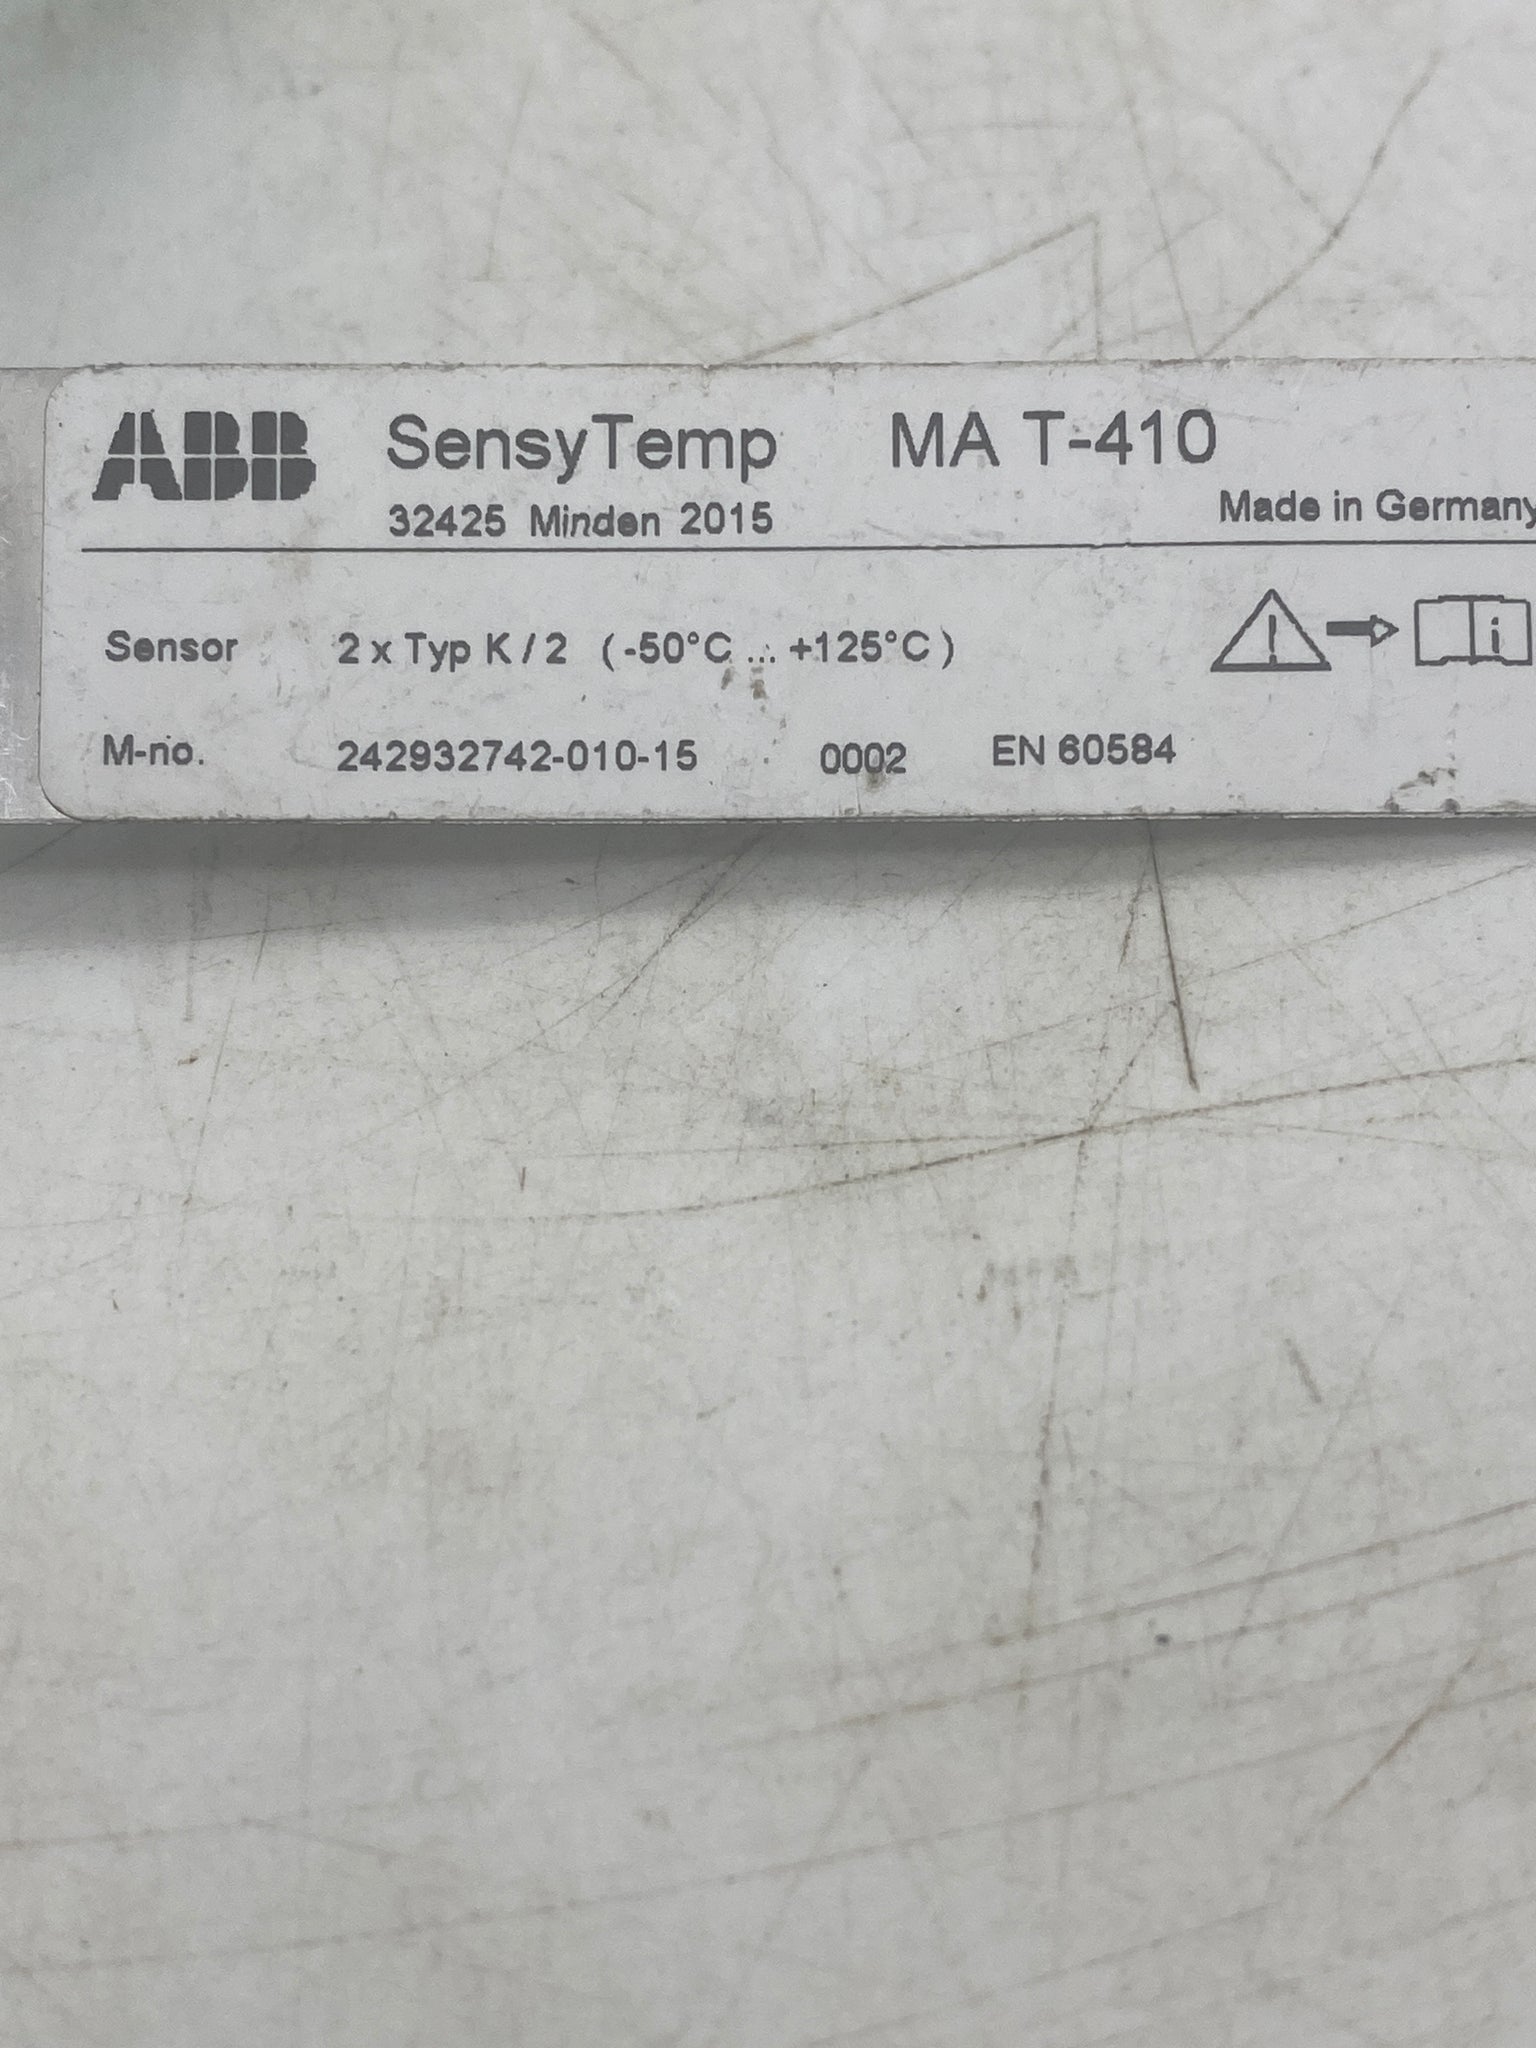 ABB SensyTemp MA T-410
32425 Minden 2015 Made in Germany
Sensor 2 x Typ K / 2 ( -50°C ... +125°C )
M-no. 242932742-010-15 0002 EN 60584